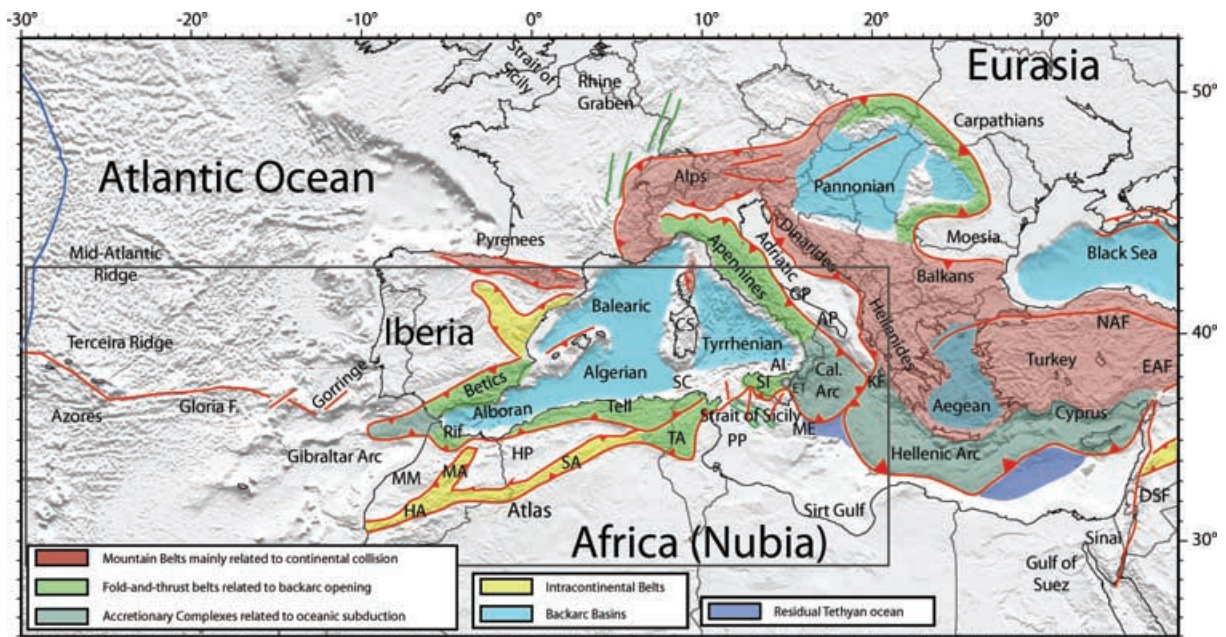 -30°
-20°
-10°
0°
10°
20°
30°
Strait of
Sicily
Rhine
Graben
Eurasia
50°
Carpathians
Atlantic Ocean
Alps
Pannonian
Mid-Atlantic
Ridge
Pyrenees
Apennines
Adriatic
Dinarides
Moesia
Balkans
Black Sea
Balearic
GP
AP
Iberia
CS
Tyrrhenian
Hellenides
NAF
40°
Terceira Ridge
AI
Turkey
Algerian
SC
SI
ET
Cal.
Arc
KF
EAF
Azores
Gloria F.
Gorringe
Betics
Alboran
Tell
Strait of Sicily
ME
Aegean
Cyprus
Rif
TA
PP
Gibraltar Arc
HP
SA
MM
MA
Hellenic Arc
HA
Atlas
Sirt Gulf
DSF
Africa (Nubia)
Sinai
30°
Gulf of
Suez
Mountain Belts mainly related to continental collision
Fold-and-thrust belts related to backarc opening
Accretionary Complexes related to oceanic subduction
Intracontinental Belts
Backarc Basins
Residual Tethyan ocean